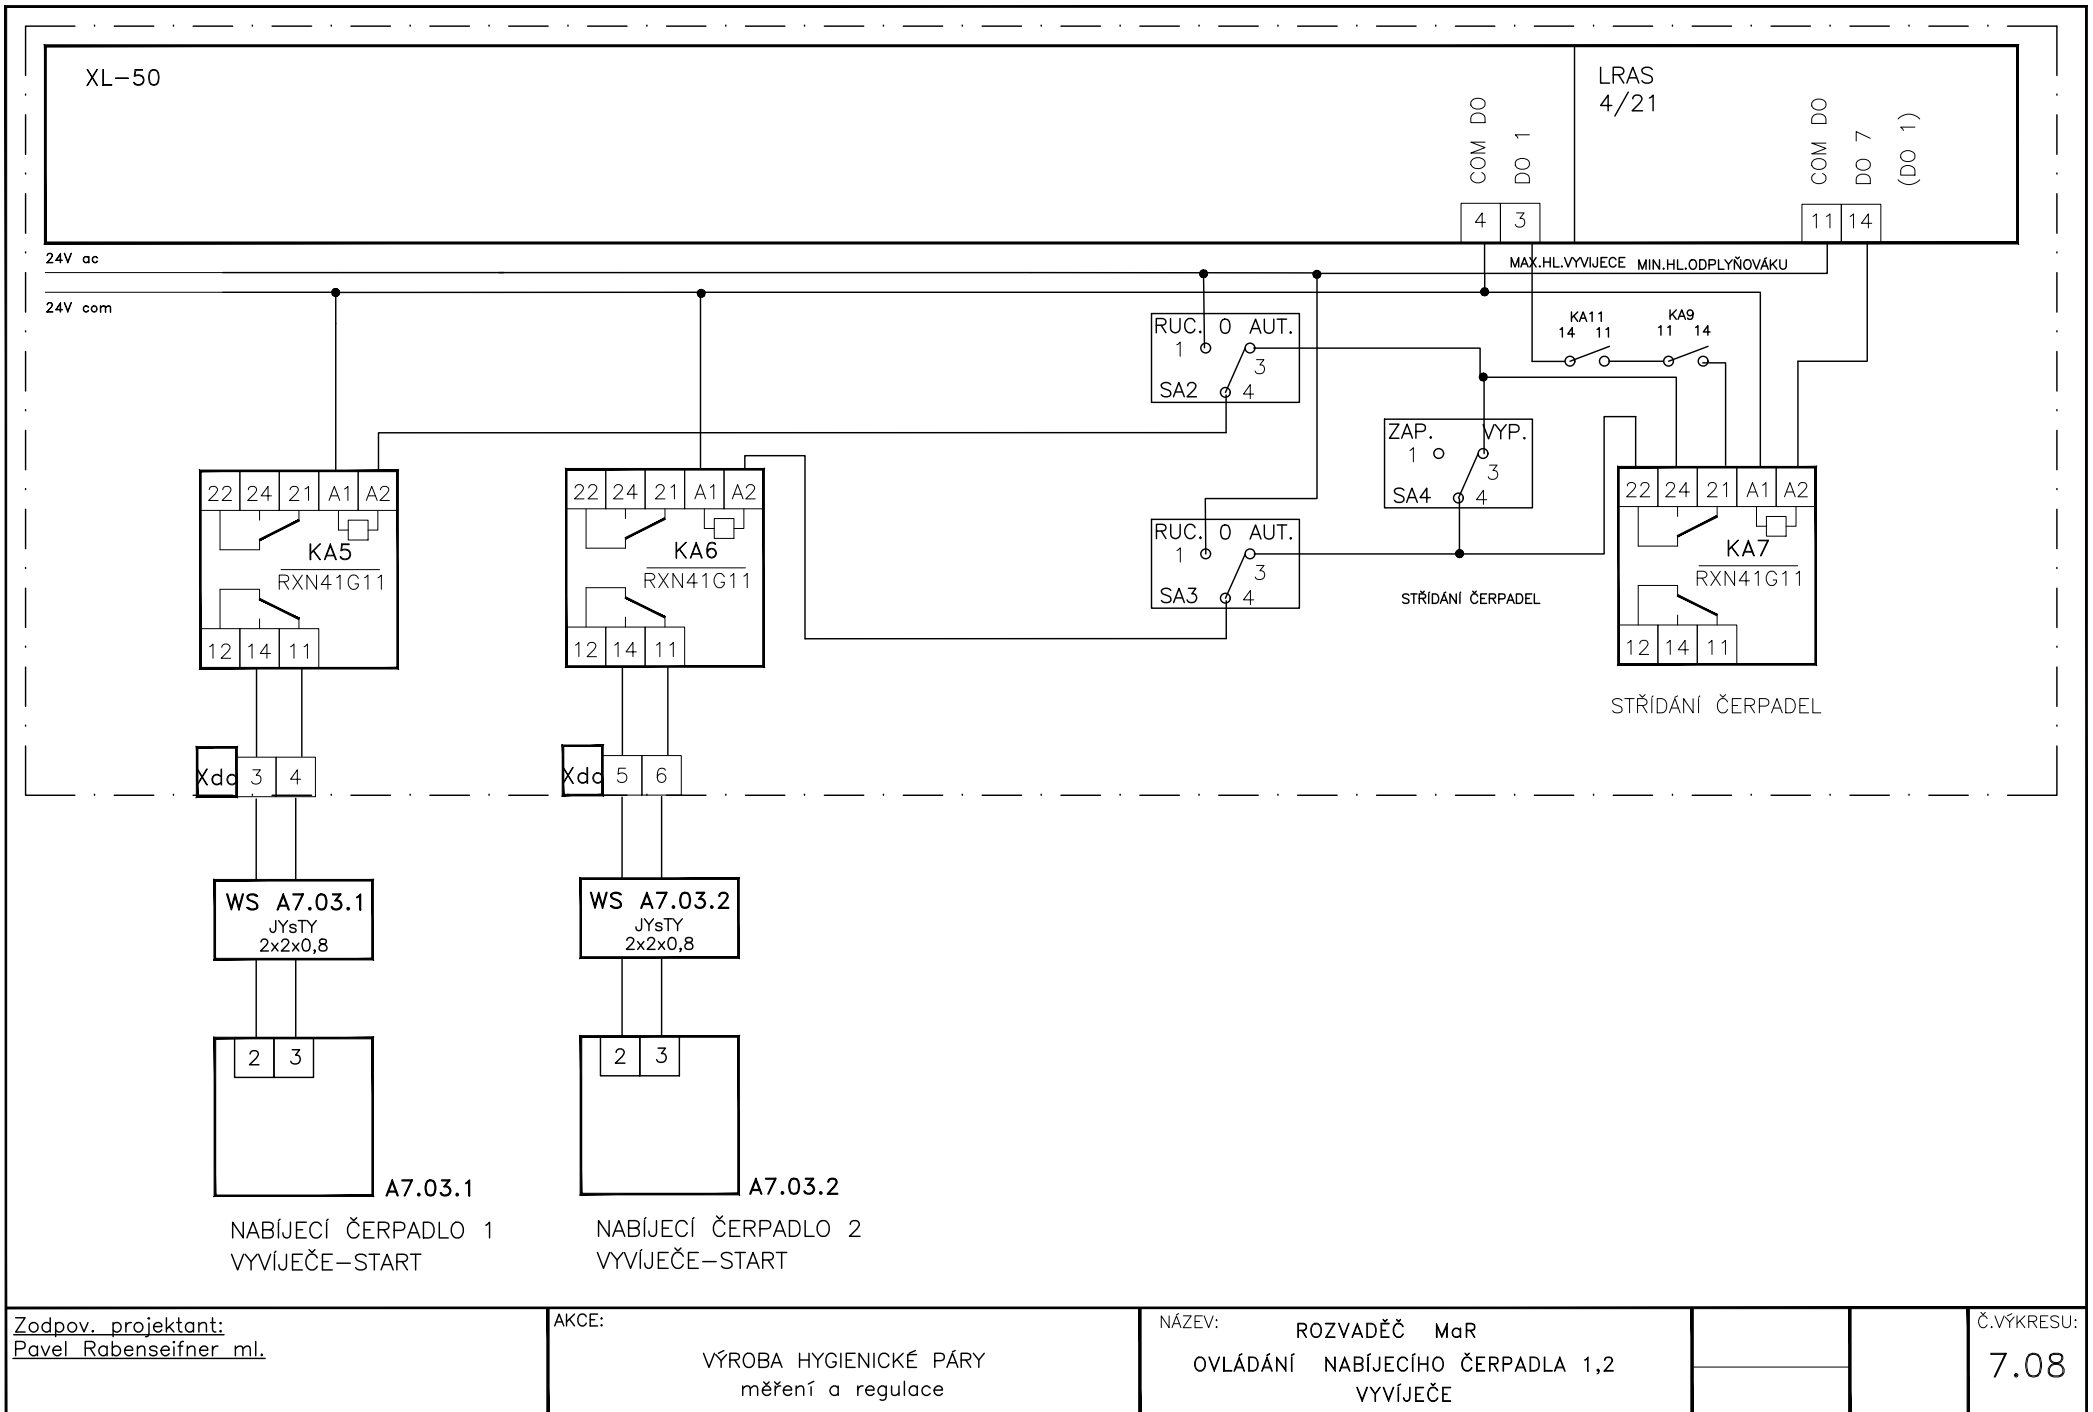 XL-50
LRAS
4/21
COM DO
DO 1
COM DO
DO 7
(DO 1)
4 3
11 14
24V ac
24V com
MAX.HL.VYVIJECE MIN.HL.ODPLYŇOVÁKU
RUC. 0 AUT.
1
3
SA2 4
KA11
14 11
KA9
11 14
ZAP. VYP.
1
3
SA4 4
RUC. 0 AUT.
1
3
SA3 4
STŘÍDÁNÍ ČERPADEL
22 24 21 A1 A2
KA5
RXN41G11
12 14 11
22 24 21 A1 A2
KA6
RXN41G11
12 14 11
22 24 21 A1 A2
KA7
RXN41G11
12 14 11
STŘÍDÁNÍ ČERPADEL
Xdo 3 4
Xdo 5 6
WS A7.03.1
JYsTY
2x2x0,8
WS A7.03.2
JYsTY
2x2x0,8
2 3
A7.03.1
NABÍJECÍ ČERPADLO 1
VYVÍJEČE-START
2 3
A7.03.2
NABÍJECÍ ČERPADLO 2
VYVÍJEČE-START
Zodpov. projektant:
Pavel Rabenseifner ml.
AKCE:
VÝROBA HYGIENICKÉ PÁRY
měření a regulace
NÁZEV:
ROZVADĚČ MaR
OVLÁDÁNÍ NABÍJECÍHO ČERPADLA 1,2
VYVÍJEČE
Č.VÝKRESU:
7.08